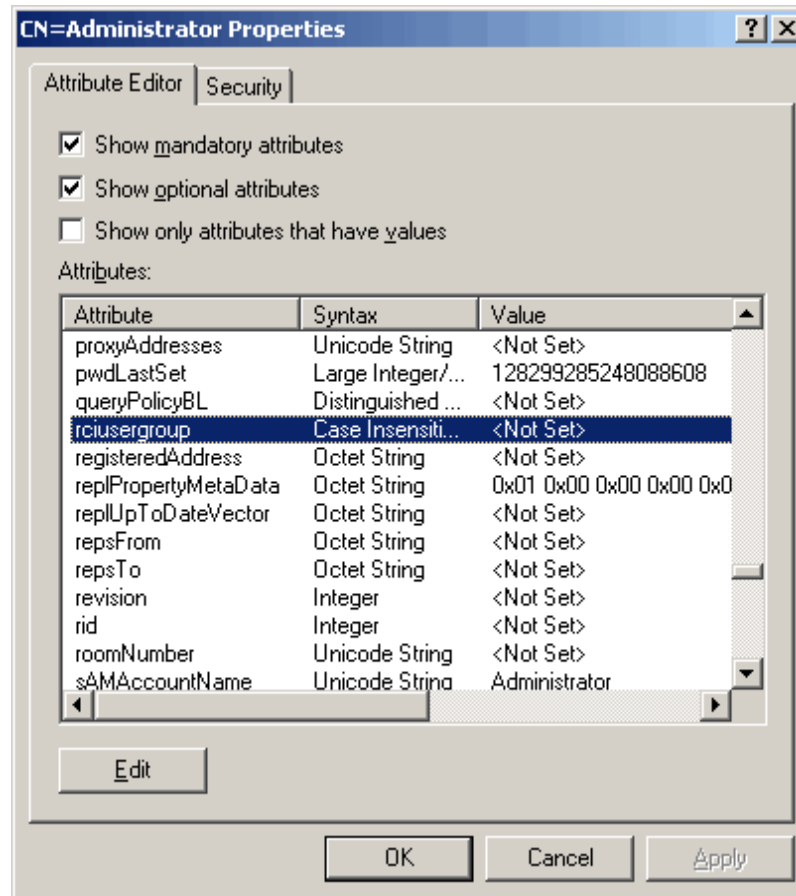 CN=Administrator Properties
Attribute Editor Security
Show mandatory attributes
Show optional attributes
Show only attributes that have values
Attributes:
Attribute Syntax Value
proxyAddresses Unicode String <Not Set>
pwdLastSet Large Integer/... 128299285248088608
queryPolicyBL Distinguished ... <Not Set>
rciusergroup Case Insensiti... <Not Set>
registeredAddress Octet String <Not Set>
replPropertyMetaData Octet String 0x01 0x00 0x00 0x00 0x0
replUpToDateVector Octet String <Not Set>
repsFrom Octet String <Not Set>
repsTo Octet String <Not Set>
revision Integer <Not Set>
rid Integer <Not Set>
roomNumber Unicode String <Not Set>
sAMAccountName Unicode String Administrator
Edit
OK Cancel Apply